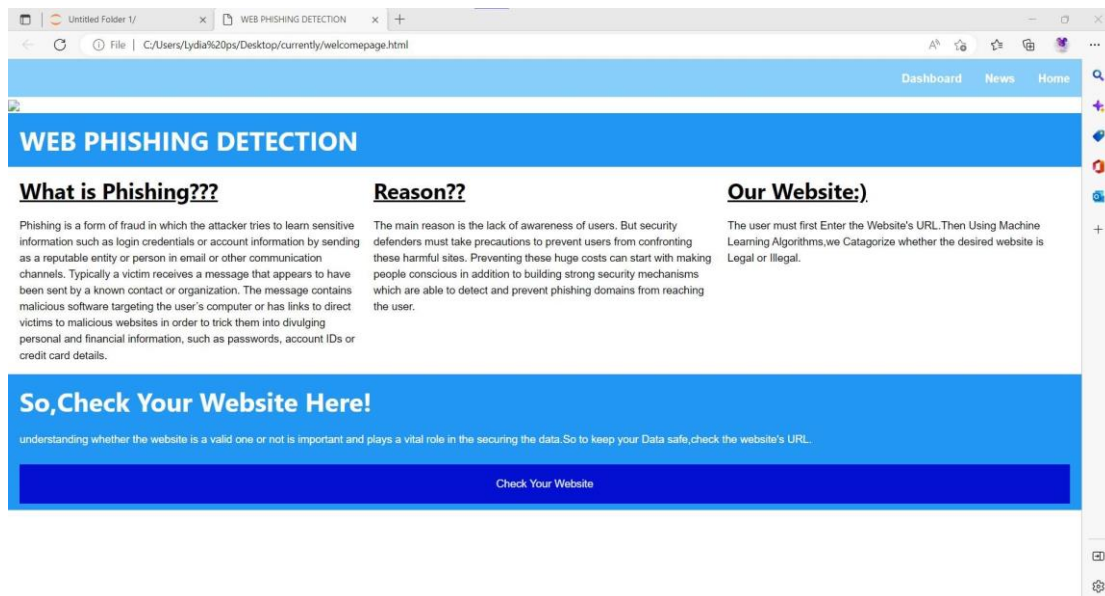 Untitled Folder 1/
WEB PHISHING DETECTION
File
C:/Users/Lydia%20ps/Desktop/currently/welcomepage.html
Dashboard News Home
WEB PHISHING DETECTION
What is Phishing???
Phishing is a form of fraud in which the attacker tries to learn sensitive
information such as login credentials or account information by sending
as a reputable entity or person in email or other communication
channels. Typically a victim receives a message that appears to have
been sent by a known contact or organization. The message contains
malicious software targeting the user´s computer or has links to direct
victims to malicious websites in order to trick them into divulging
personal and financial information, such as passwords, account IDs or
credit card details.
Reason??
The main reason is the lack of awareness of users. But security
defenders must take precautions to prevent users from confronting
these harmful sites. Preventing these huge costs can start with making
people conscious in addition to building strong security mechanisms
which are able to detect and prevent phishing domains from reaching
the user.
Our Website:)
The user must first Enter the Website's URL.Then Using Machine
Learning Algorithms,we Catagorize whether the desired website is
Legal or Illegal.
So,Check Your Website Here!
understanding whether the website is a valid one or not is important and plays a vital role in the securing the data.So to keep your Data safe,check the website's URL.
Check Your Website